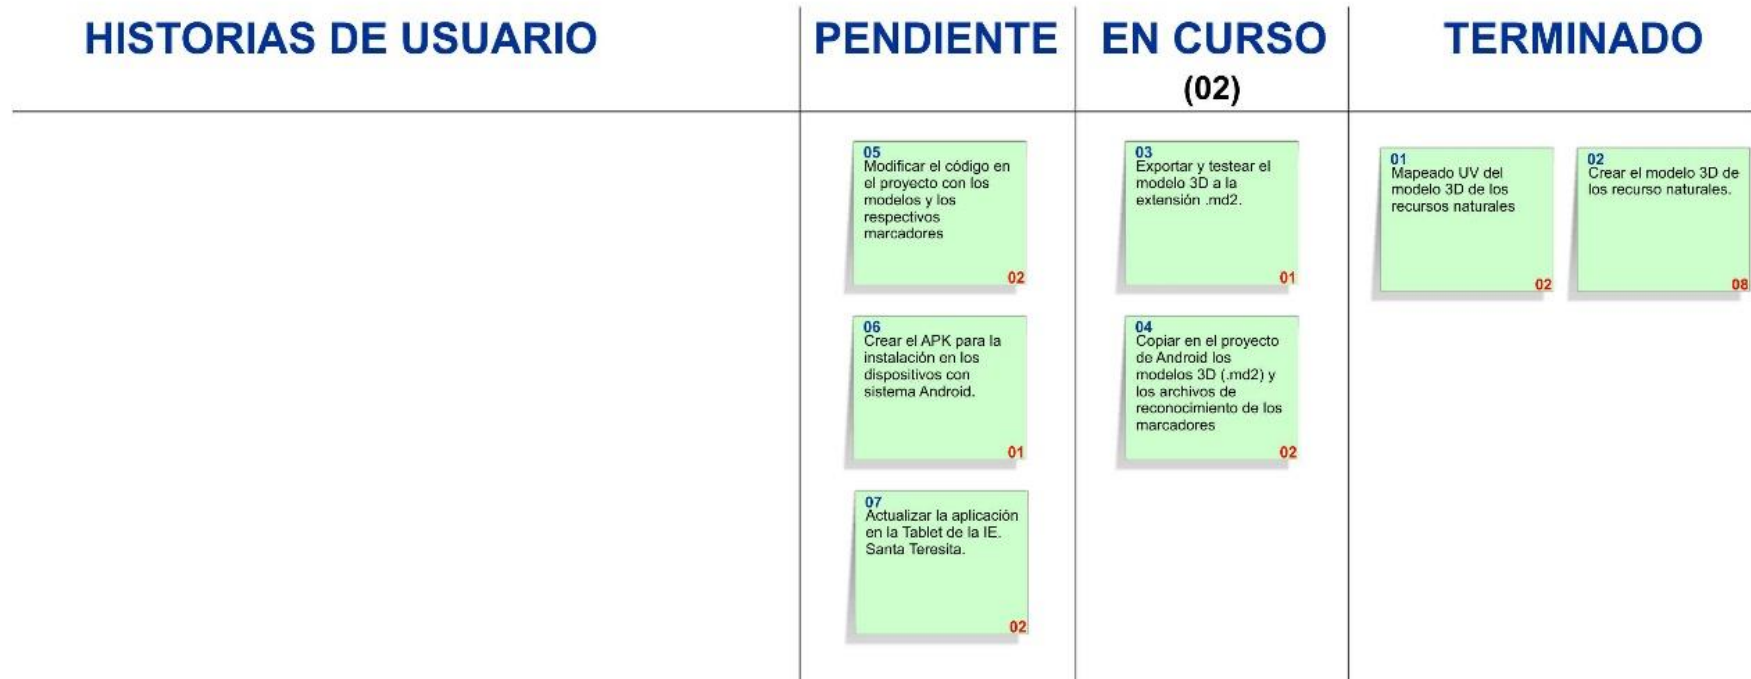 HISTORIAS DE USUARIO
PENDIENTE
EN CURSO
(02)
TERMINADO
05
Modificar el código en
el proyecto con los
modelos y los
respectivos
marcadores
02
06
Crear el APK para la
instalación en los
dispositivos con
sistema Android.
01
07
Actualizar la aplicación
en la Tablet de la IE.
Santa Teresita.
02
03
Exportar y testear el
modelo 3D a la
extensión .md2.
01
04
Copiar en el proyecto
de Android los
modelos 3D (.md2) y
los archivos de
reconocimiento de los
marcadores
02
01
Mapeado UV del
modelo 3D de los
recursos naturales
02
02
Crear el modelo 3D de
los recurso naturales.
08